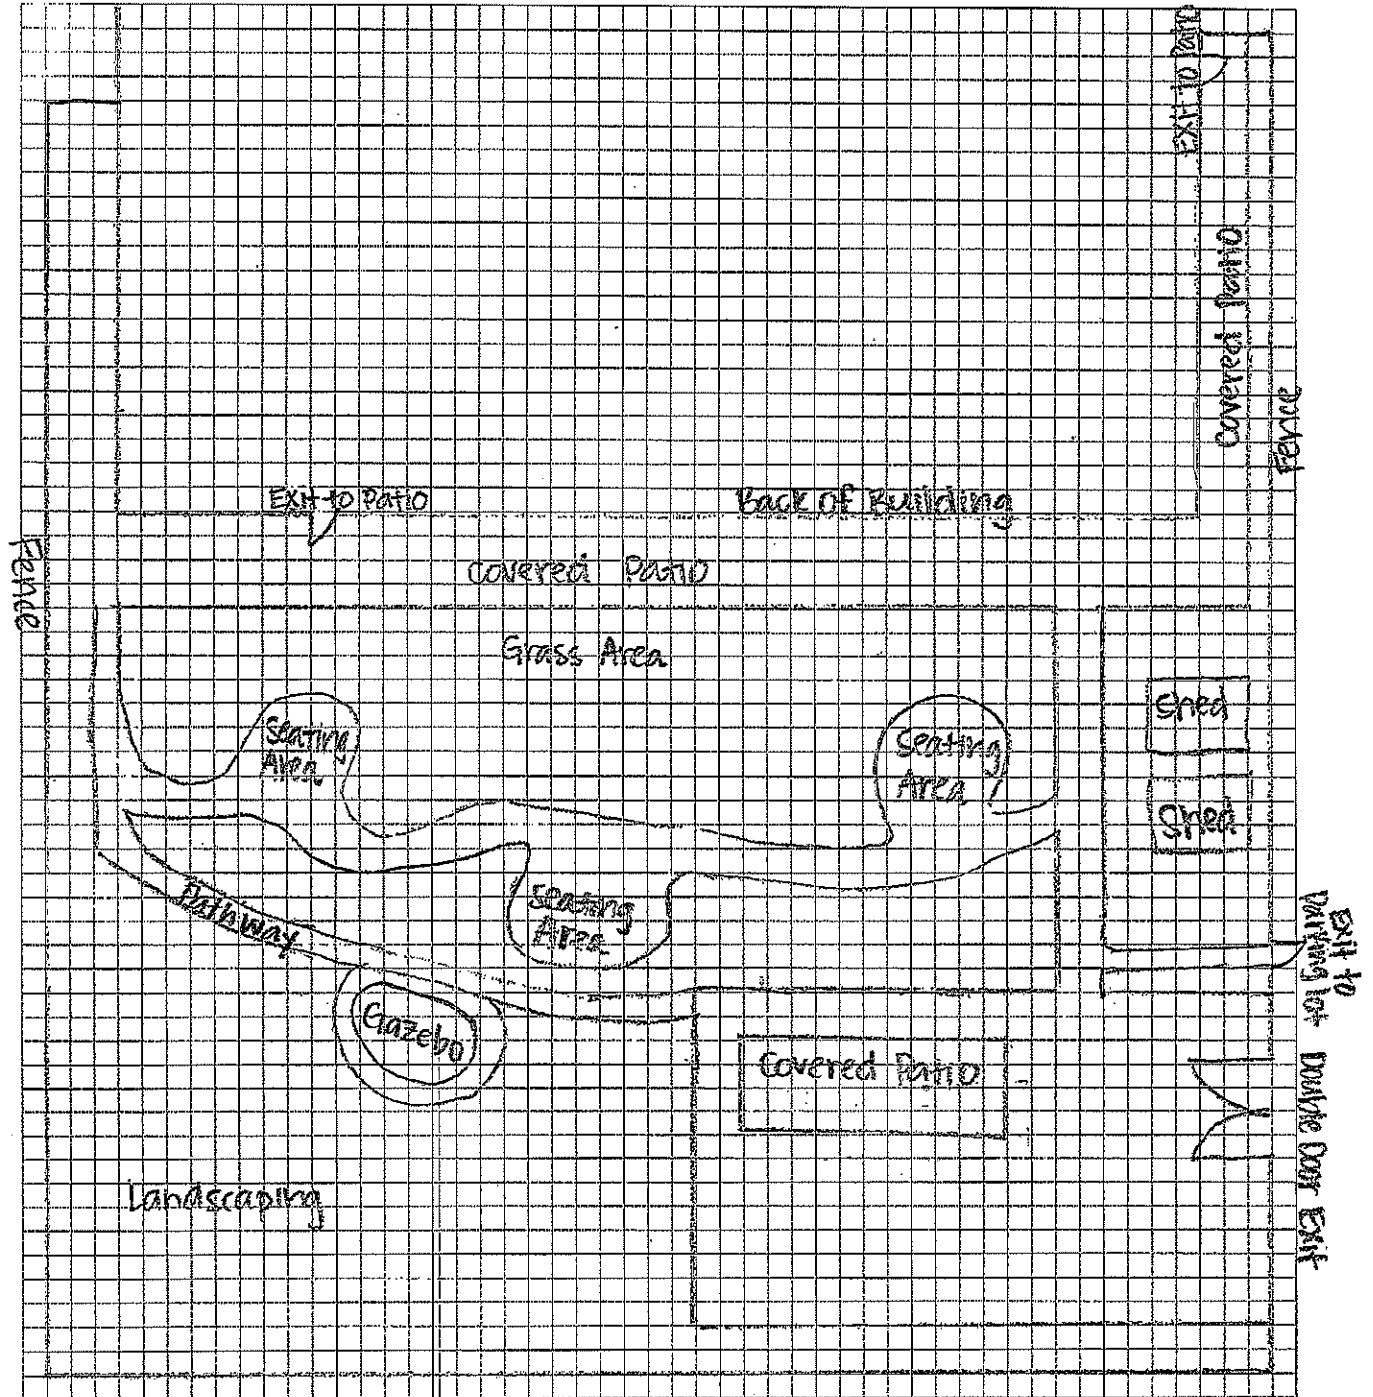 Exit to
Covered Patio
Fence
Exit to Patio
Back of Building
Fence
Covered Patio
Grass Area
Seating
Area
Seating
Area
Shed
Shed
Pathway
Seating
Area
Exit to
Parking lot
Gazebo
Covered Patio
Double Door Exit
Landscaping